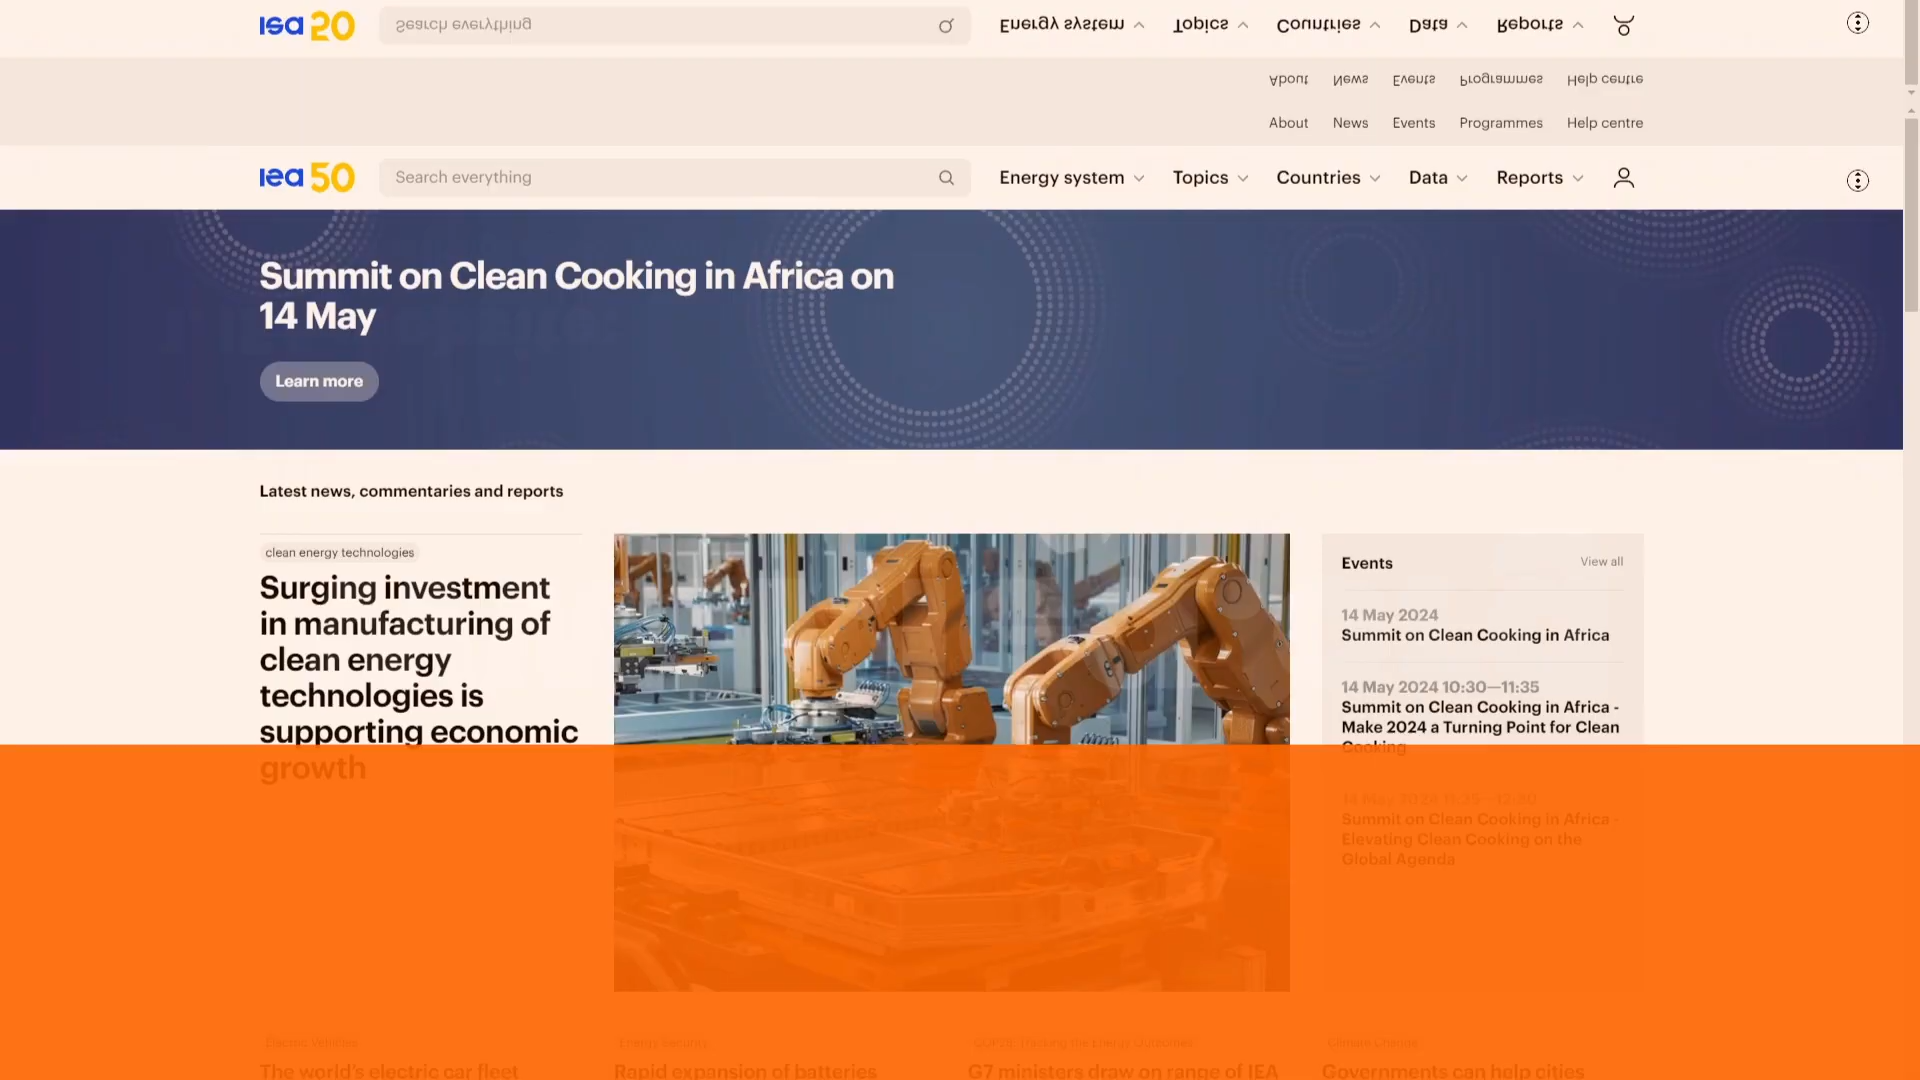 iea 50
Search everything
Energy system
Topics
Countries
Data
Reports
About
News
Events
Programmes
Help centre
About
News
Events
Programmes
Help centre
iea 50
Search everything
Energy system
Topics
Countries
Data
Reports
Summit on Clean Cooking in Africa on
14 May
Learn more
Latest news, commentaries and reports
clean energy technologies
Surging investment
in manufacturing of
clean energy
technologies is
supporting economic
growth
Events
View all
14 May 2024
Summit on Clean Cooking in Africa
14 May 2024 10:30—11:35
Summit on Clean Cooking in Africa -
Make 2024 a Turning Point for Clean
Cooking
Summit on Clean Cooking in Africa -
Elevating Clean Cooking on the
Global Agenda
Electric Vehicles
The world's electric car fleet
Energy Security
Rapid expansion of batteries
COP28: Tracking the Energy Outcomes
G7 ministers draw on range of IEA
Climate Change
Governments can help cities